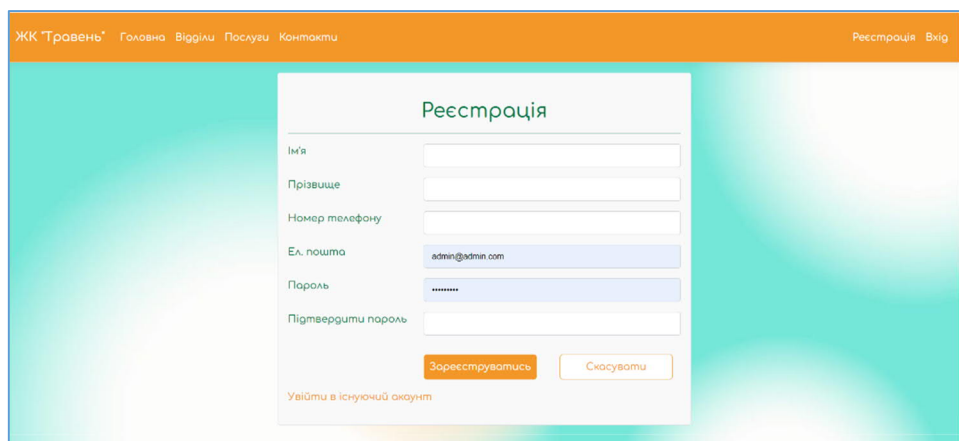 ЖК "Травень" Головна Відділи Послуги Контакти Реєстрація Вхід
Реєстрація
Ім'я
Прізвище
Номер телефону
Ел. пошта admin@admin.com
Пароль •••••••••
Підтвердити пароль
Зареєструватись Скасувати
Увійти в існуючий акаунт